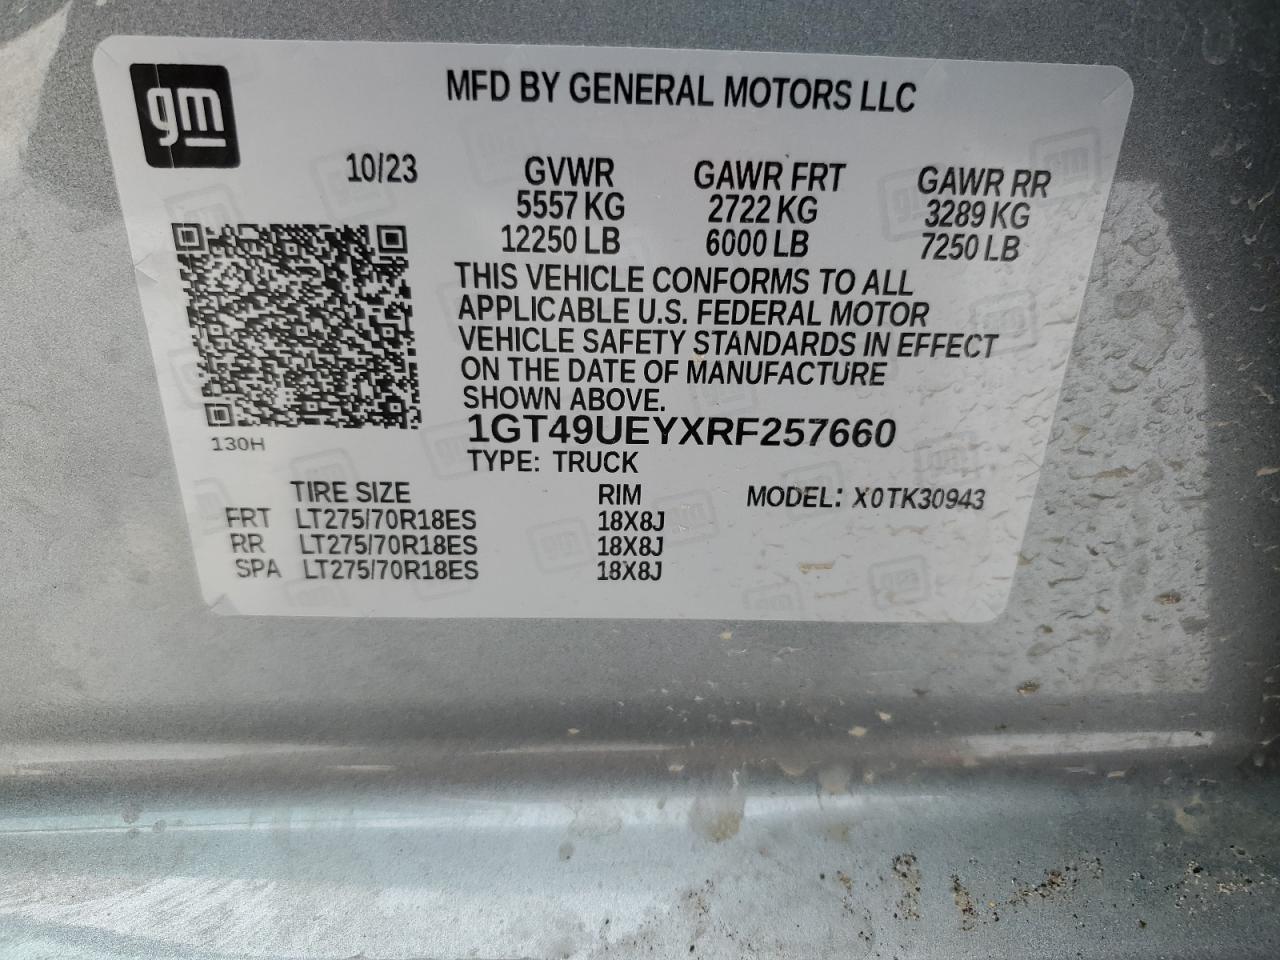 gm
MFD BY GENERAL MOTORS LLC
10/23 GVWR GAWR FRT GAWR RR
5557 KG 2722 KG 3289 KG
12250 LB 6000 LB 7250 LB
THIS VEHICLE CONFORMS TO ALL
APPLICABLE U.S. FEDERAL MOTOR
VEHICLE SAFETY STANDARDS IN EFFECT
ON THE DATE OF MANUFACTURE
SHOWN ABOVE.
130H
1GT49UEYXRF257660
TYPE: TRUCK
TIRE SIZE RIM MODEL: X0TK30943
FRT LT275/70R18ES 18X8J
RR LT275/70R18ES 18X8J
SPA LT275/70R18ES 18X8J